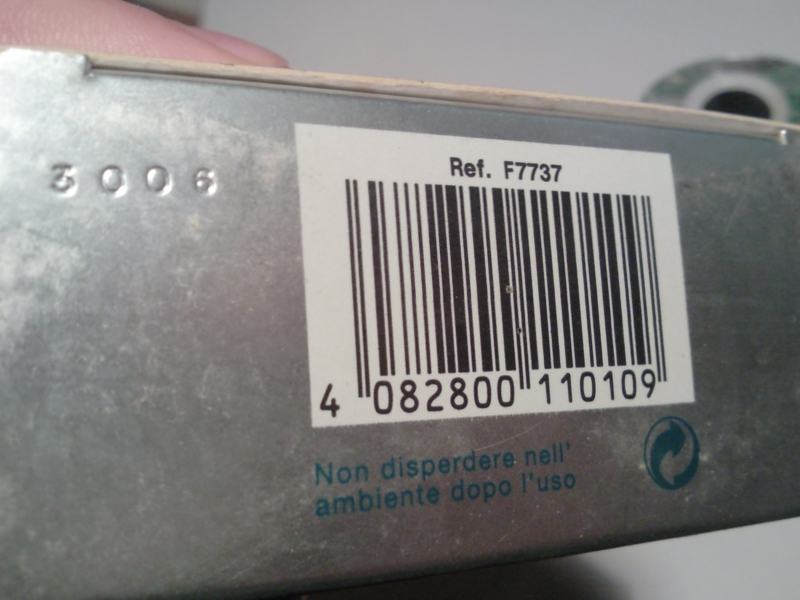 3006
Ref. F7737
4 082800 110109
Non disperdere nell'
ambiente dopo l'uso